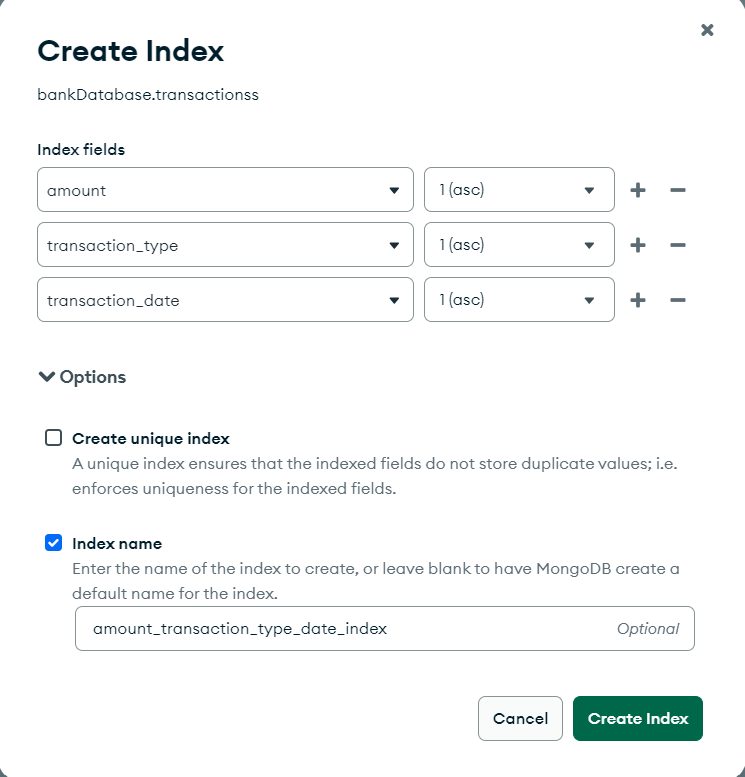 Create Index
bankDatabase.transactionss
Index fields
amount 1 (asc)
transaction_type 1 (asc)
transaction_date 1 (asc)
Options
Create unique index
A unique index ensures that the indexed fields do not store duplicate values; i.e.
enforces uniqueness for the indexed fields.
Index name
Enter the name of the index to create, or leave blank to have MongoDB create a
default name for the index.
amount_transaction_type_date_index Optional
Cancel Create Index